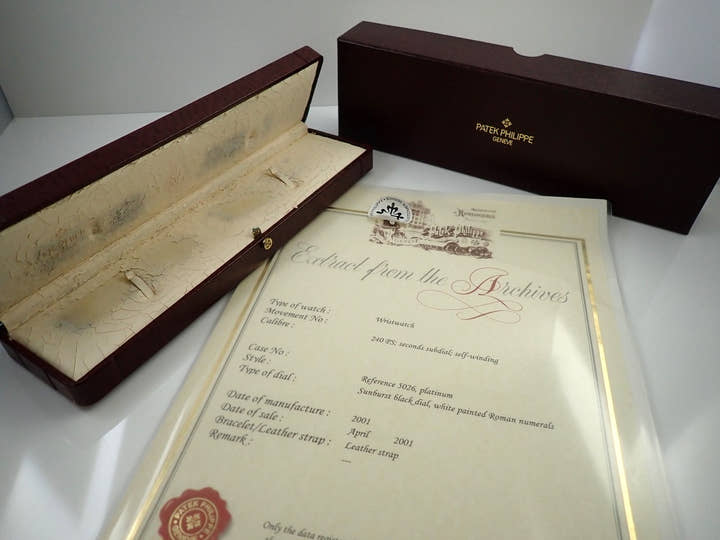 PATEK PHILIPPE
GENEVE
Extract from the Archives
Type of watch : Wristwatch
Movement No :
Calibre : 240 PS; seconds subdial; self-winding
Case No :
Style : Reference 5026, platinum
Type of dial : Sunburst black dial, white painted Roman numerals
Date of manufacture : 2001
Date of sale : April 2001
Bracelet/Leather strap : Leather strap
Remark : —
PATEK PHILIPPE
Only the data